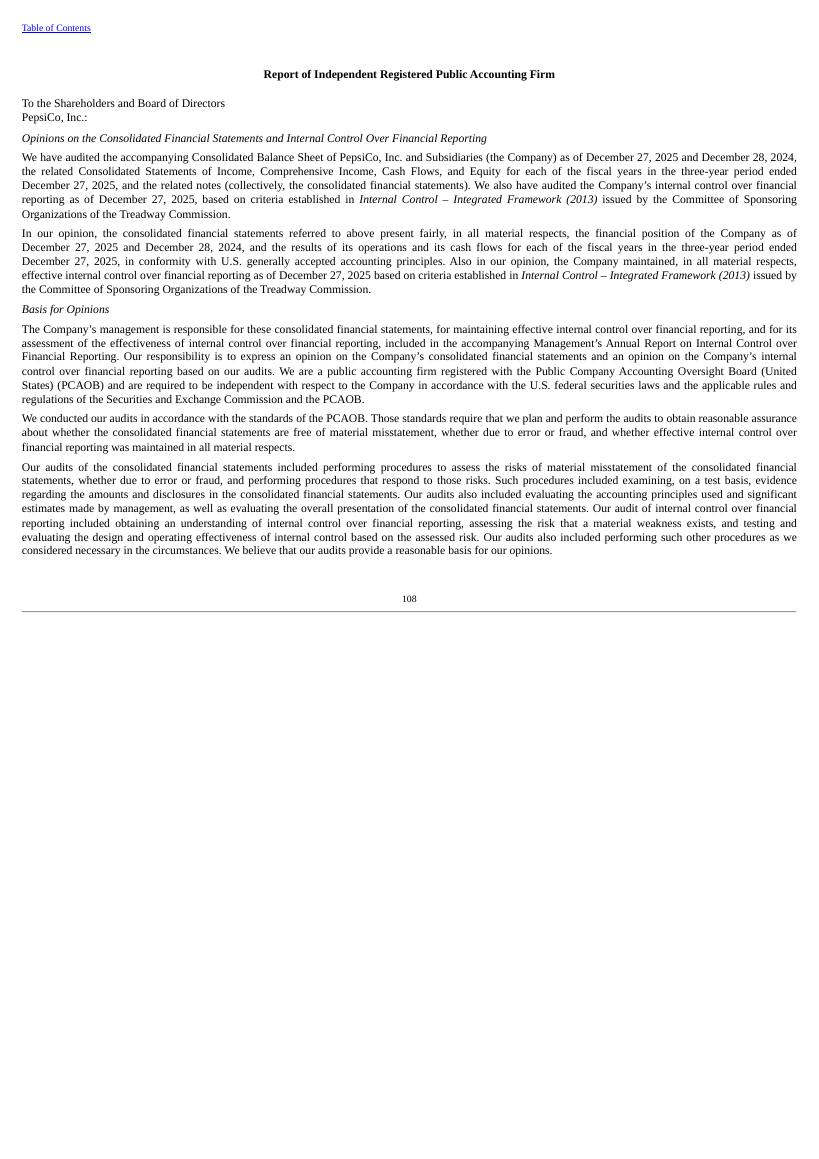 Table of Contents
Report of Independent Registered Public Accounting Firm
To the Shareholders and Board of Directors
PepsiCo, Inc.:
Opinions on the Consolidated Financial Statements and Internal Control Over Financial Reporting
We have audited the accompanying Consolidated Balance Sheet of PepsiCo, Inc. and Subsidiaries (the Company) as of December 27, 2025 and December 28, 2024,
the related Consolidated Statements of Income, Comprehensive Income, Cash Flows, and Equity for each of the fiscal years in the three-year period ended
December 27, 2025, and the related notes (collectively, the consolidated financial statements). We also have audited the Company’s internal control over financial
reporting as of December 27, 2025, based on criteria established in Internal Control – Integrated Framework (2013) issued by the Committee of Sponsoring
Organizations of the Treadway Commission.
In our opinion, the consolidated financial statements referred to above present fairly, in all material respects, the financial position of the Company as of
December 27, 2025 and December 28, 2024, and the results of its operations and its cash flows for each of the fiscal years in the three-year period ended
December 27, 2025, in conformity with U.S. generally accepted accounting principles. Also in our opinion, the Company maintained, in all material respects,
effective internal control over financial reporting as of December 27, 2025 based on criteria established in Internal Control – Integrated Framework (2013) issued by
the Committee of Sponsoring Organizations of the Treadway Commission.
Basis for Opinions
The Company’s management is responsible for these consolidated financial statements, for maintaining effective internal control over financial reporting, and for its
assessment of the effectiveness of internal control over financial reporting, included in the accompanying Management’s Annual Report on Internal Control over
Financial Reporting. Our responsibility is to express an opinion on the Company’s consolidated financial statements and an opinion on the Company’s internal
control over financial reporting based on our audits. We are a public accounting firm registered with the Public Company Accounting Oversight Board (United
States) (PCAOB) and are required to be independent with respect to the Company in accordance with the U.S. federal securities laws and the applicable rules and
regulations of the Securities and Exchange Commission and the PCAOB.
We conducted our audits in accordance with the standards of the PCAOB. Those standards require that we plan and perform the audits to obtain reasonable assurance
about whether the consolidated financial statements are free of material misstatement, whether due to error or fraud, and whether effective internal control over
financial reporting was maintained in all material respects.
Our audits of the consolidated financial statements included performing procedures to assess the risks of material misstatement of the consolidated financial
statements, whether due to error or fraud, and performing procedures that respond to those risks. Such procedures included examining, on a test basis, evidence
regarding the amounts and disclosures in the consolidated financial statements. Our audits also included evaluating the accounting principles used and significant
estimates made by management, as well as evaluating the overall presentation of the consolidated financial statements. Our audit of internal control over financial
reporting included obtaining an understanding of internal control over financial reporting, assessing the risk that a material weakness exists, and testing and
evaluating the design and operating effectiveness of internal control based on the assessed risk. Our audits also included performing such other procedures as we
considered necessary in the circumstances. We believe that our audits provide a reasonable basis for our opinions.
108